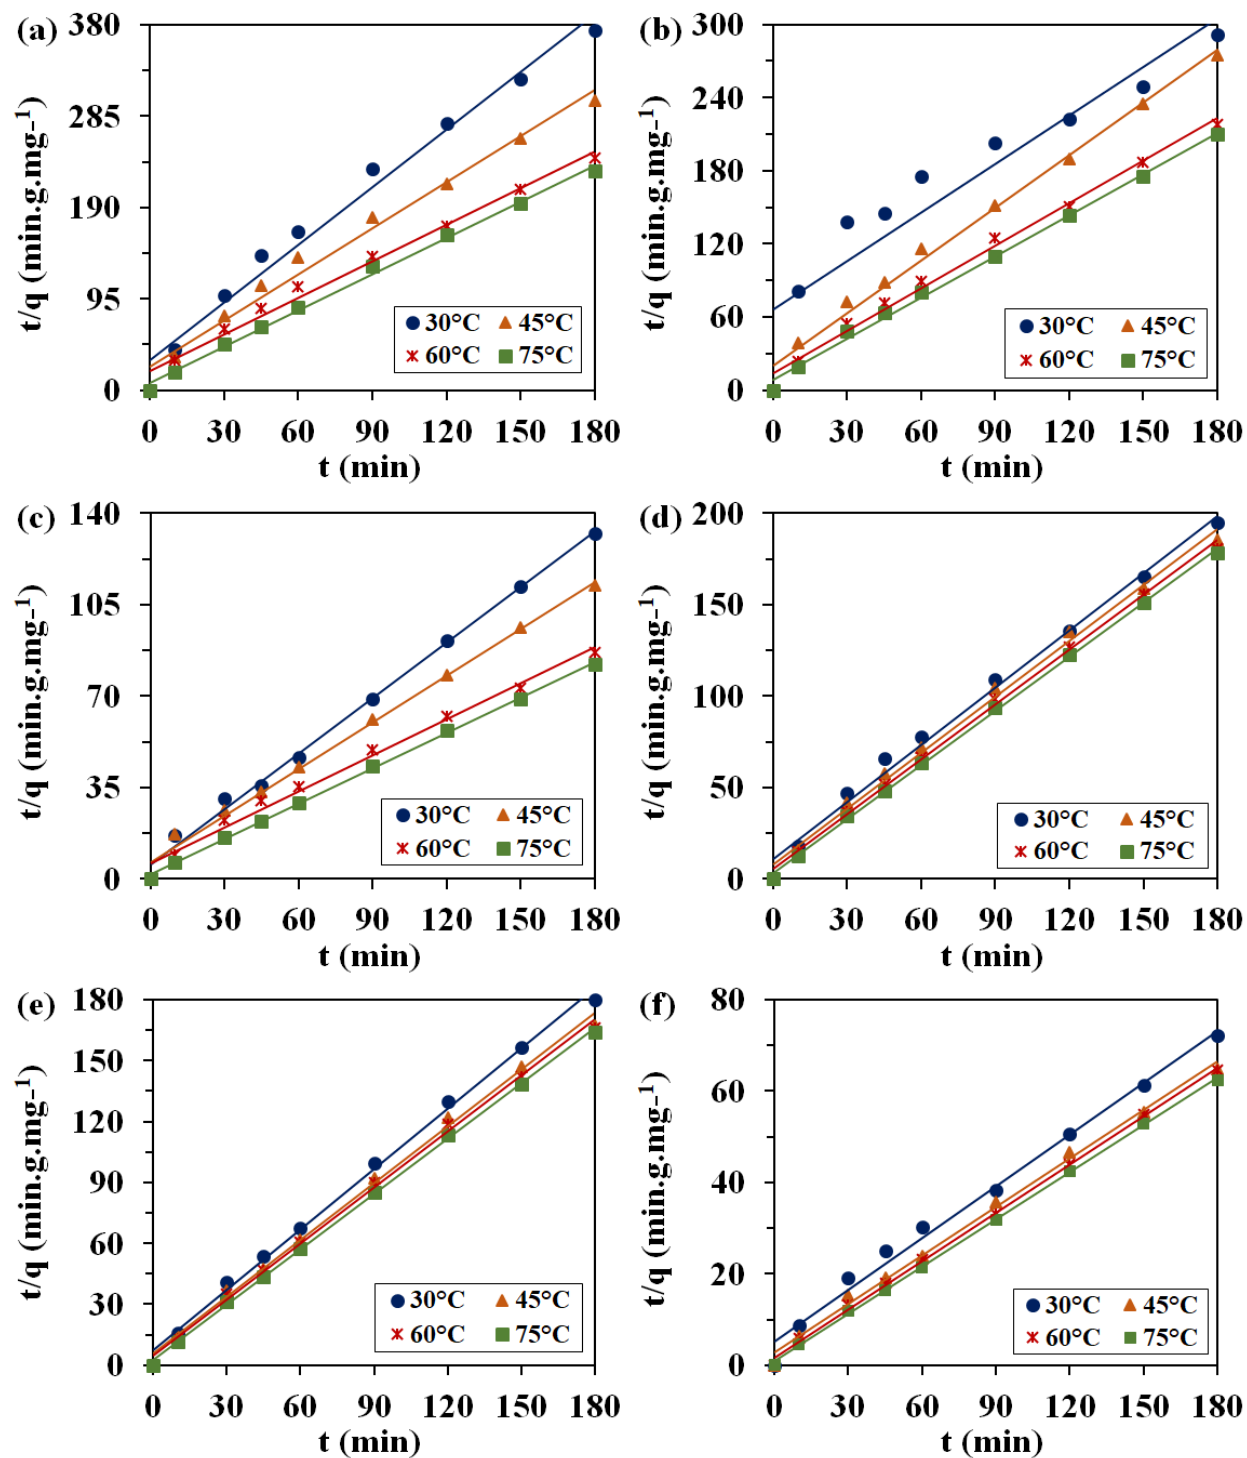 (a)
380
285
190
95
0
t/q (min.g.mg⁻¹)
30°C 45°C
60°C 75°C
0 30 60 90 120 150 180
t (min)
(b)
300
240
180
120
60
0
t/q (min.g.mg⁻¹)
30°C 45°C
60°C 75°C
0 30 60 90 120 150 180
t (min)
(c)
140
105
70
35
0
t/q (min.g.mg⁻¹)
30°C 45°C
60°C 75°C
0 30 60 90 120 150 180
t (min)
(d)
200
150
100
50
0
t/q (min.g.mg⁻¹)
30°C 45°C
60°C 75°C
0 30 60 90 120 150 180
t (min)
(e)
180
150
120
90
60
30
0
t/q (min.g.mg⁻¹)
30°C 45°C
60°C 75°C
0 30 60 90 120 150 180
t (min)
(f)
80
60
40
20
0
t/q (min.g.mg⁻¹)
30°C 45°C
60°C 75°C
0 30 60 90 120 150 180
t (min)